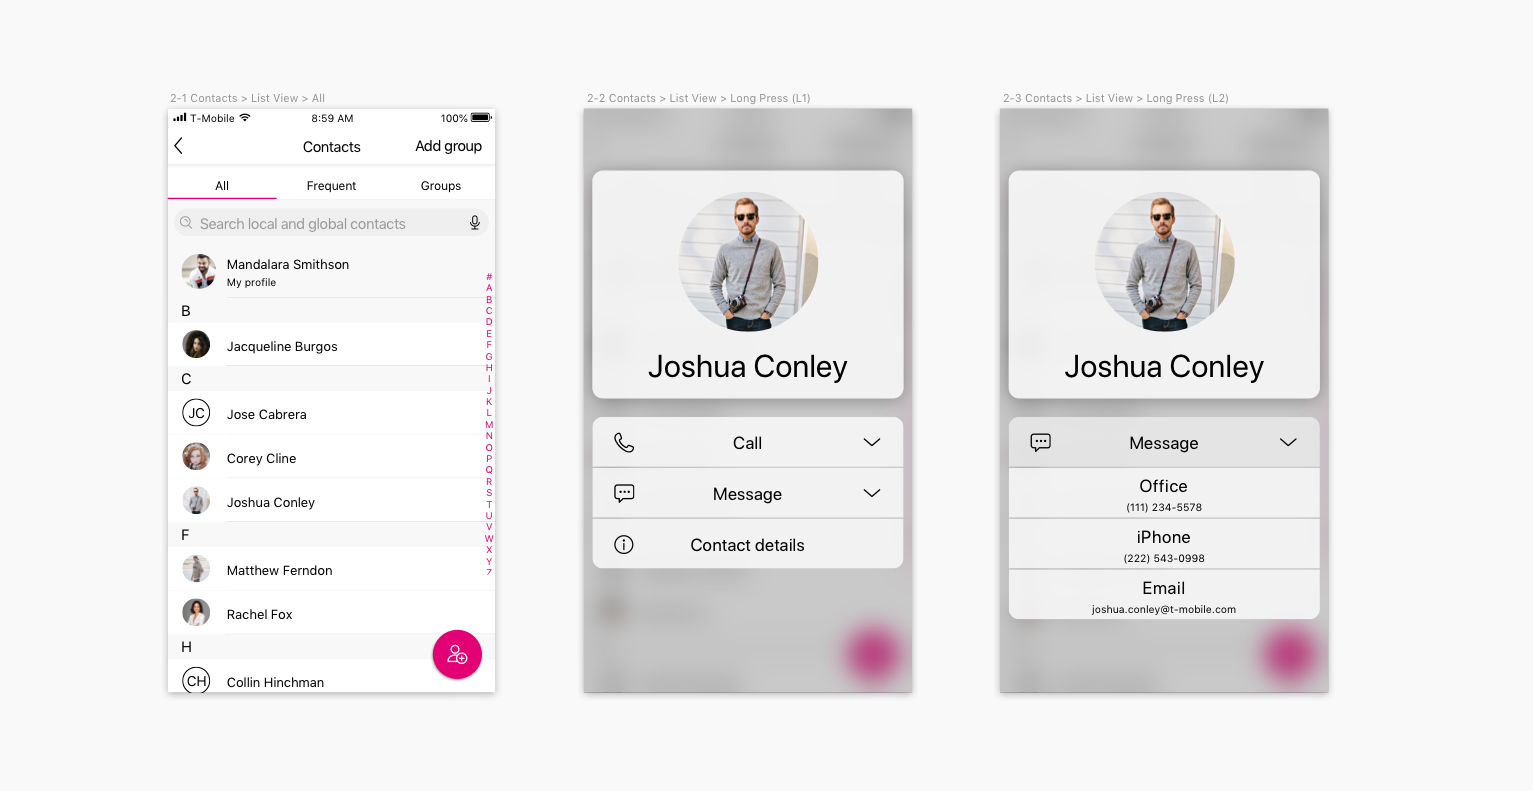 2-1 Contacts > List View > All
T-Mobile 8:59 AM 100%
Contacts Add group
All Frequent Groups
Search local and global contacts
Mandalara Smithson
My profile
B
Jacqueline Burgos
C
JC Jose Cabrera
Corey Cline
Joshua Conley
F
Matthew Ferndon
Rachel Fox
H
CH Collin Hinchman
#
A
B
C
D
E
F
G
H
I
J
K
L
M
N
O
P
Q
R
S
T
U
V
W
X
Y
2-2 Contacts > List View > Long Press (L1)
Joshua Conley
Call
Message
Contact details
2-3 Contacts > List View > Long Press (L2)
Joshua Conley
Message
Office
(111) 234-5578
iPhone
(222) 543-0998
Email
joshua.conley@t-mobile.com